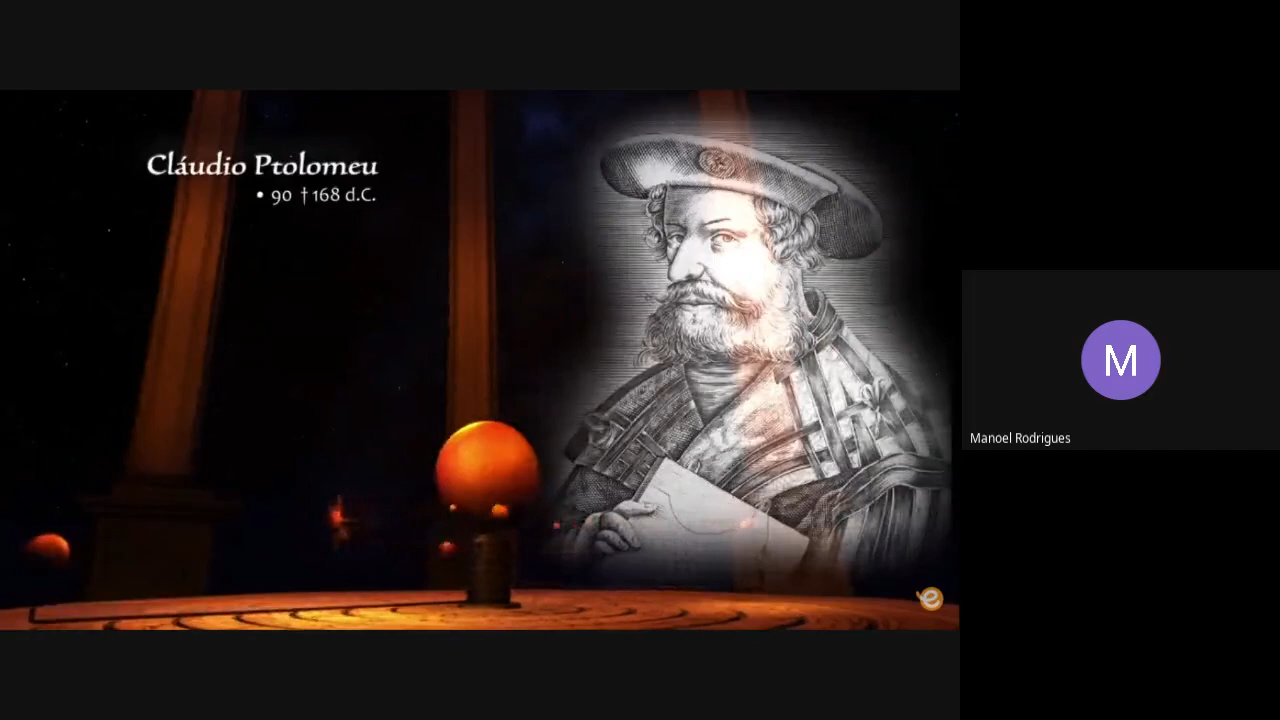 Cláudio Ptolomeu
• 90 †168 d.C.
M
Manoel Rodrigues